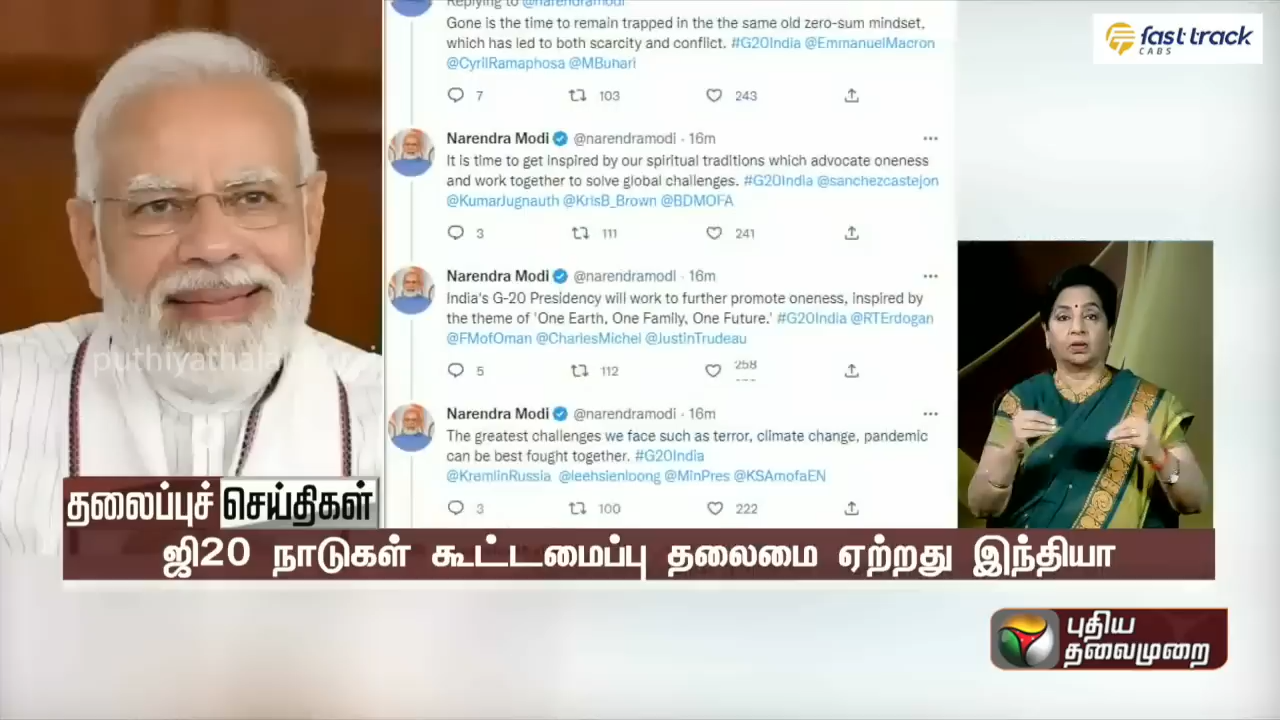 Replying to @narendramodi
Gone is the time to remain trapped in the the same old zero-sum mindset,
which has led to both scarcity and conflict. #G20India @EmmanuelMacron
@CyrilRamaphosa @MBuhari
7 103 243
Narendra Modi @narendramodi · 16m
It is time to get inspired by our spiritual traditions which advocate oneness
and work together to solve global challenges. #G20India @sanchezcastejon
@KumarJugnauth @KrisB_Brown @BDMOFA
3 111 241
Narendra Modi @narendramodi · 16m
India's G-20 Presidency will work to further promote oneness, inspired by
the theme of 'One Earth, One Family, One Future.' #G20India @RTErdogan
@FMofOman @CharlesMichel @JustinTrudeau
5 112 258
Narendra Modi @narendramodi · 16m
The greatest challenges we face such as terror, climate change, pandemic
can be best fought together. #G20India
@KremlinRussia @leehsienloong @MinPres @KSAmofaEN
3 100 222
fast track
CABS
தலைப்புச் செய்திகள்
ஜி20 நாடுகள் கூட்டமைப்பு தலைமை ஏற்றது இந்தியா
புதிய
தலைமுறை